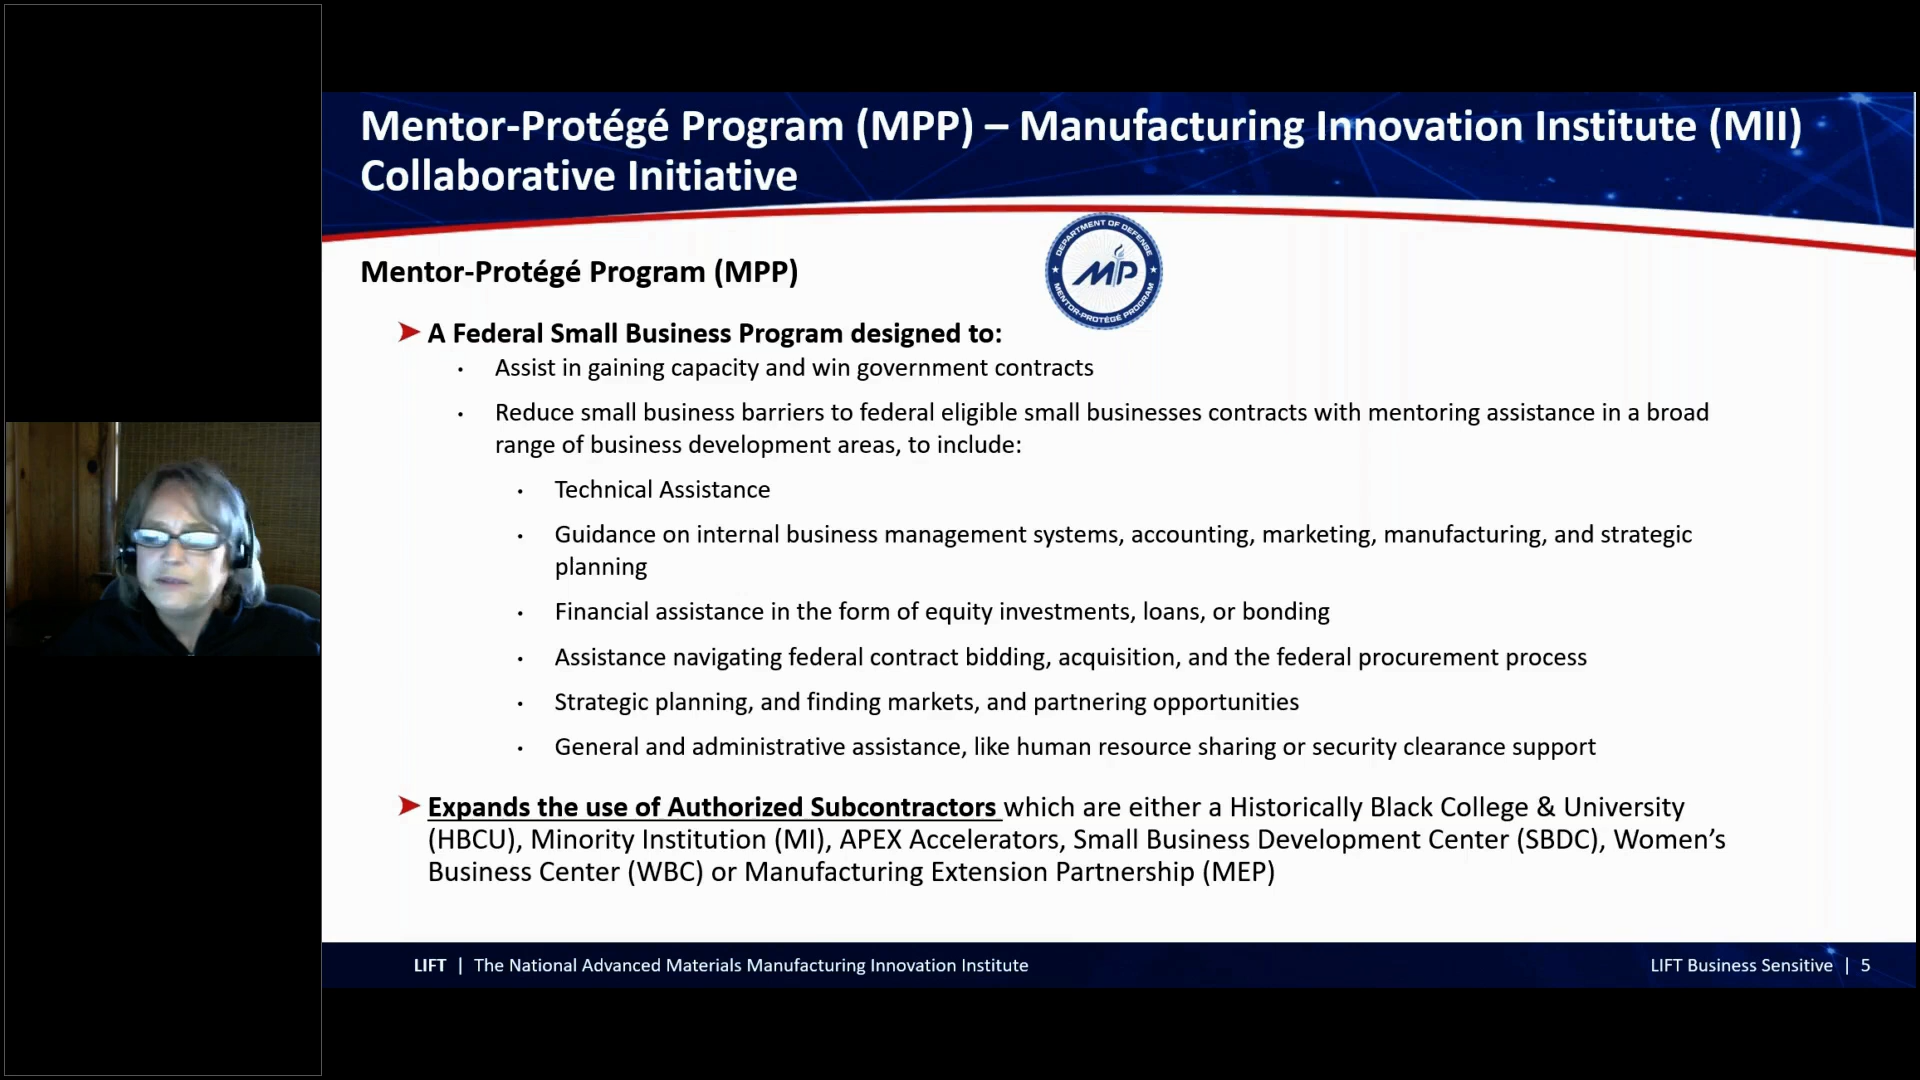 Mentor-Protégé Program (MPP) – Manufacturing Innovation Institute (MII)
Collaborative Initiative
DEPARTMENT OF DEFENSE
MP
MENTOR-PROTÉGÉ PROGRAM
Mentor-Protégé Program (MPP)
A Federal Small Business Program designed to:
Assist in gaining capacity and win government contracts
Reduce small business barriers to federal eligible small businesses contracts with mentoring assistance in a broad
range of business development areas, to include:
Technical Assistance
Guidance on internal business management systems, accounting, marketing, manufacturing, and strategic
planning
Financial assistance in the form of equity investments, loans, or bonding
Assistance navigating federal contract bidding, acquisition, and the federal procurement process
Strategic planning, and finding markets, and partnering opportunities
General and administrative assistance, like human resource sharing or security clearance support
Expands the use of Authorized Subcontractors which are either a Historically Black College & University
(HBCU), Minority Institution (MI), APEX Accelerators, Small Business Development Center (SBDC), Women’s
Business Center (WBC) or Manufacturing Extension Partnership (MEP)
LIFT | The National Advanced Materials Manufacturing Innovation Institute
LIFT Business Sensitive | 5